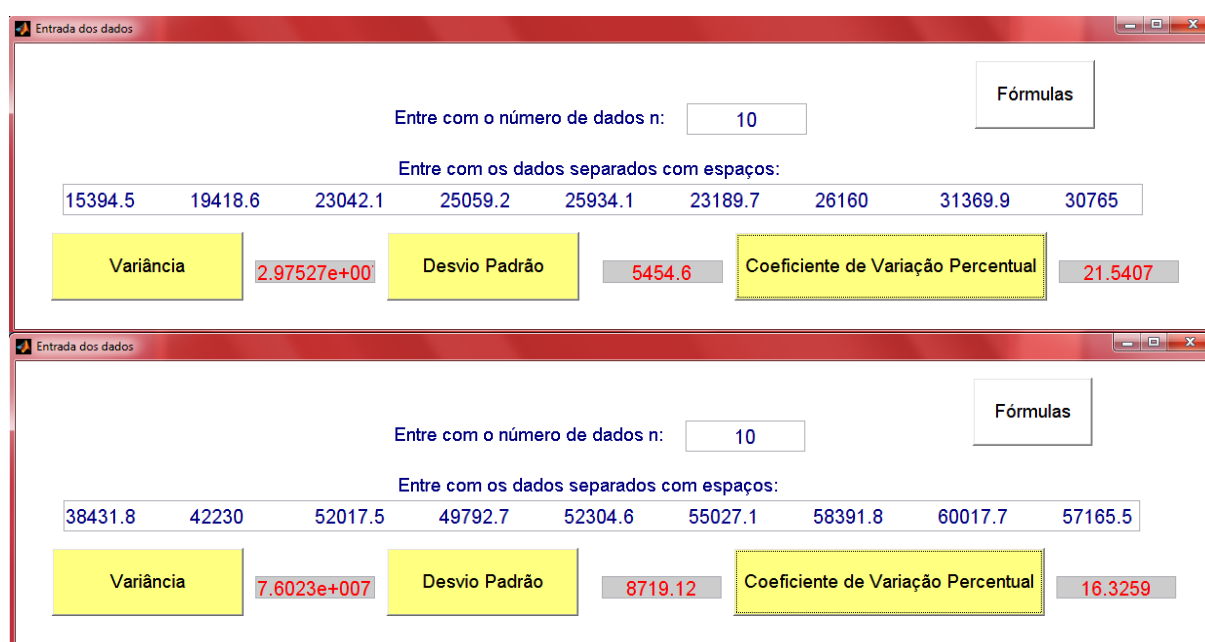 Entrada dos dados
Fórmulas
Entre com o número de dados n: 10
Entre com os dados separados com espaços:
15394.5 19418.6 23042.1 25059.2 25934.1 23189.7 26160 31369.9 30765
Variância 2.97527e+00 Desvio Padrão 5454.6 Coeficiente de Variação Percentual 21.5407
Entrada dos dados
Fórmulas
Entre com o número de dados n: 10
Entre com os dados separados com espaços:
38431.8 42230 52017.5 49792.7 52304.6 55027.1 58391.8 60017.7 57165.5
Variância 7.6023e+007 Desvio Padrão 8719.12 Coeficiente de Variação Percentual 16.3259